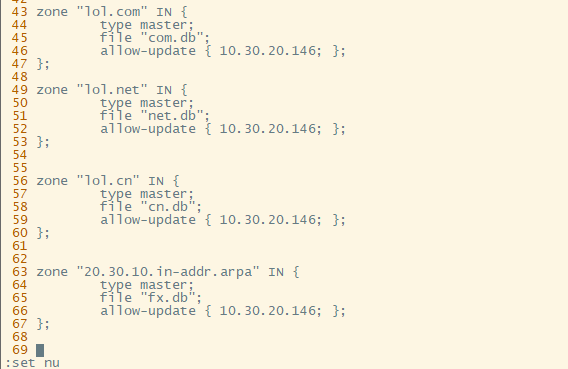 42
43 zone "lol.com" IN {
44         type master;
45         file "com.db";
46         allow-update { 10.30.20.146; };
47 };
48
49 zone "lol.net" IN {
50         type master;
51         file "net.db";
52         allow-update { 10.30.20.146; };
53 };
54
55
56 zone "lol.cn" IN {
57         type master;
58         file "cn.db";
59         allow-update { 10.30.20.146; };
60 };
61
62
63 zone "20.30.10.in-addr.arpa" IN {
64         type master;
65         file "fx.db";
66         allow-update { 10.30.20.146; };
67 };
68
69
:set nu